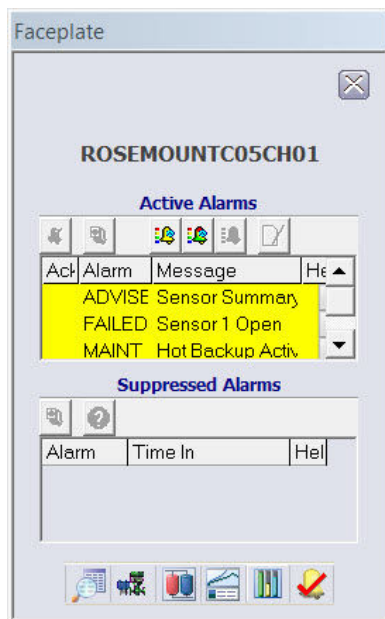 Faceplate
ROSEMOUNTC05CH01
Active Alarms
Ack Alarm Message He
ADVISE Sensor Summary
FAILED Sensor 1 Open
MAINT Hot Backup Activ
Suppressed Alarms
Alarm Time In Hel